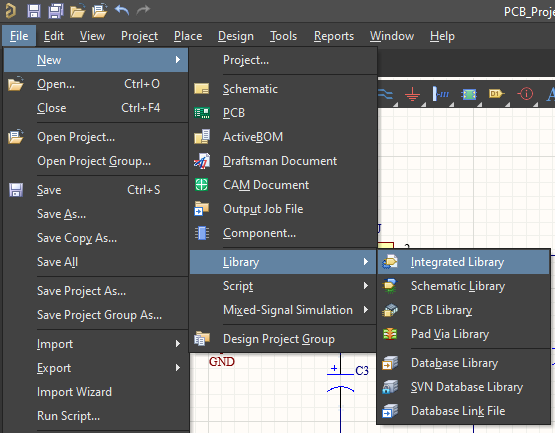 PCB_Proje
File Edit View Project Place Design Tools Reports Window Help
New
Open... Ctrl+O
Close Ctrl+F4
Open Project...
Open Project Group...
Save Ctrl+S
Save As...
Save Copy As...
Save All
Save Project As...
Save Project Group As...
Import
Export
Import Wizard
Run Script...
Project...
Schematic
PCB
ActiveBOM
Draftsman Document
CAM Document
Output Job File
Component...
Library
Script
Mixed-Signal Simulation
Design Project Group
Integrated Library
Schematic Library
PCB Library
Pad Via Library
Database Library
SVN Database Library
Database Link File
D1
A
2
GND
C3